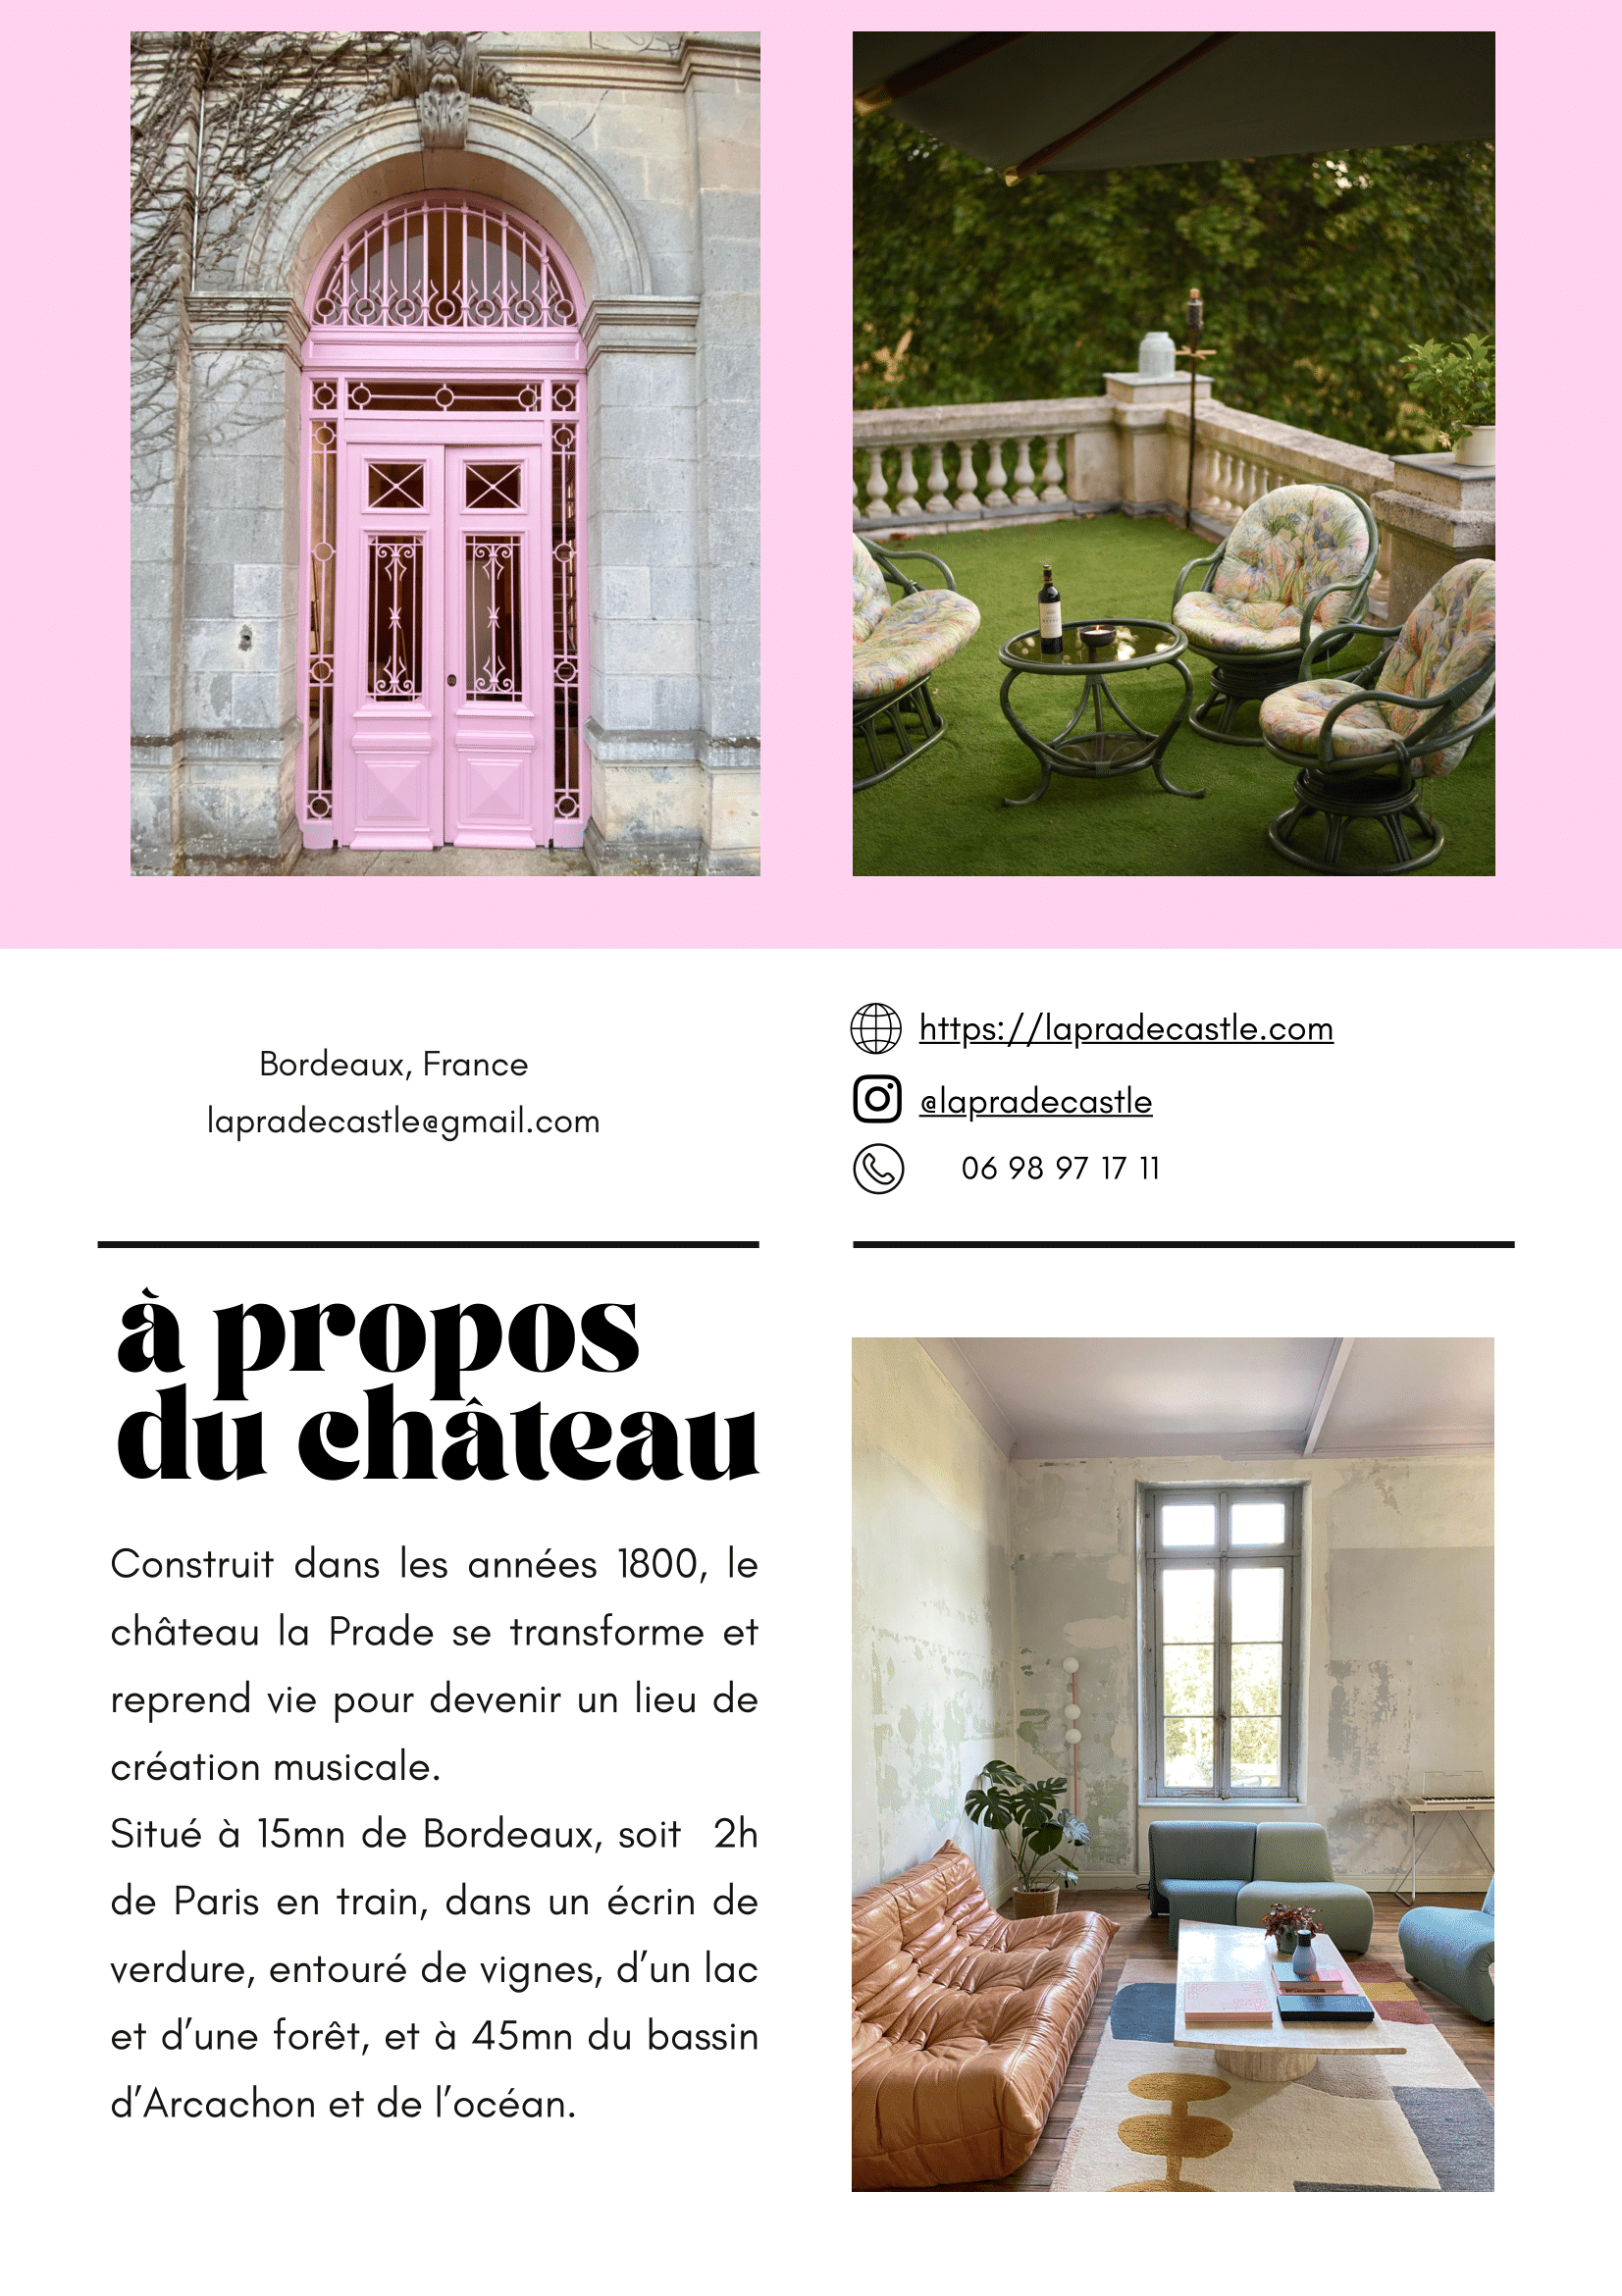 Bordeaux, France
lapradecastle@gmail.com
https://lapradecastle.com
@lapradecastle
06 98 97 17 11
à propos
du château
Construit dans les années 1800, le
château la Prade se transforme et
reprend vie pour devenir un lieu de
création musicale.
Situé à 15mn de Bordeaux, soit 2h
de Paris en train, dans un écrin de
verdure, entouré de vignes, d’un lac
et d’une forêt, et à 45mn du bassin
d’Arcachon et de l’océan.